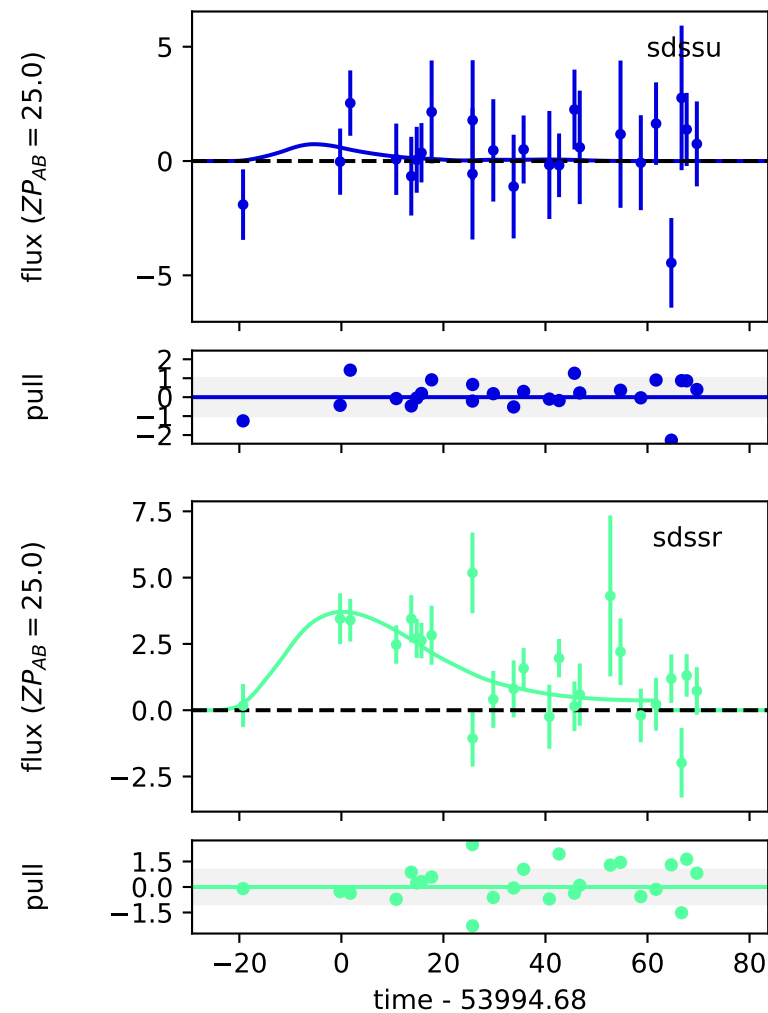 sdssu
flux (ZP_AB = 25.0)
5
0
−5
pull
2
1
0
−1
−2
sdssr
flux (ZP_AB = 25.0)
7.5
5.0
2.5
0.0
−2.5
pull
1.5
0.0
−1.5
−20 0 20 40 60 80
time - 53994.68